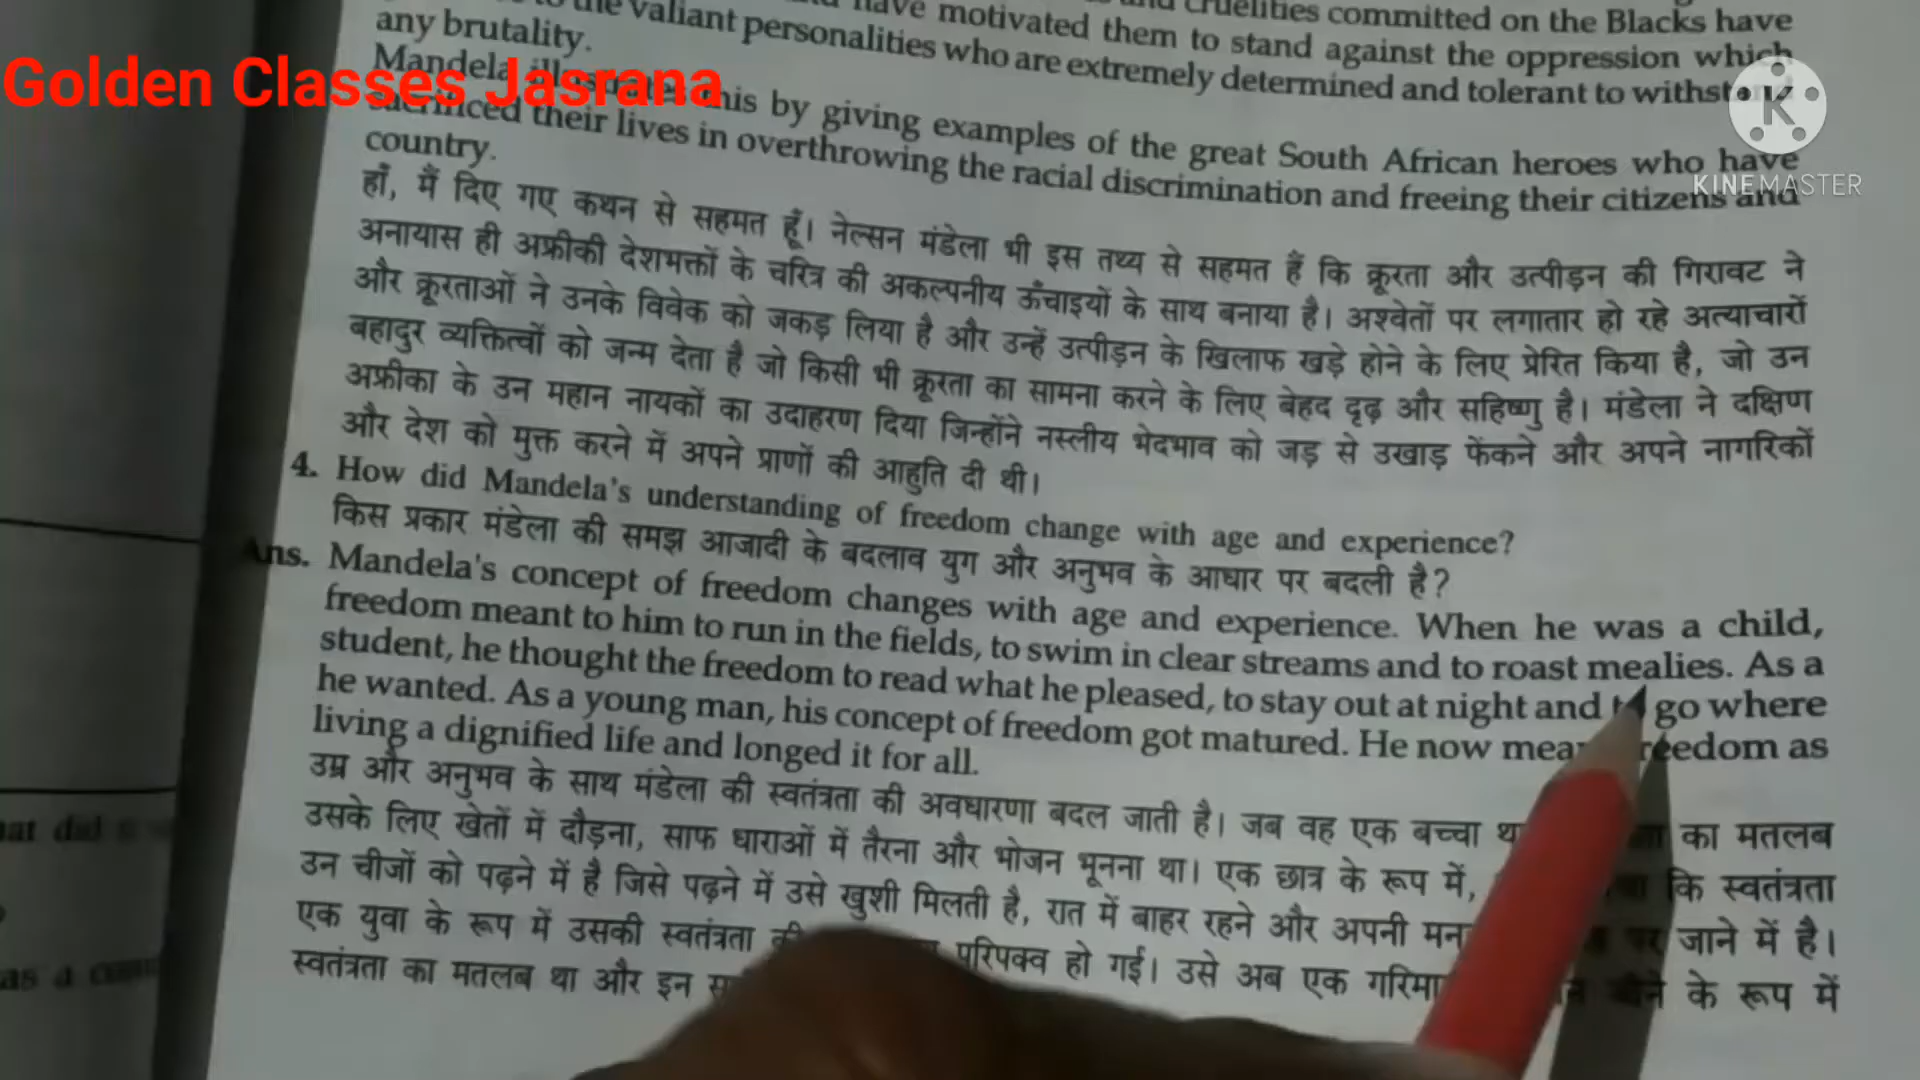 cruelities committed on the Blacks have
have motivated them to stand against the oppression which
the valiant personalities who are extremely determined and tolerant to
any brutality.
Golden Classes Jasrana
Mandela this by giving examples of the great South African heroes who have
K
KINEMASTER
sacrificed their lives in overthrowing the racial discrimination and freeing their citizens and
country.
हाँ, मैं दिए गए कथन से सहमत हूँ। नेल्सन मंडेला भी इस तथ्य से सहमत हैं कि क्रूरता और उत्पीड़न की गिरावट ने
अनायास ही अफ्रीकी देशभक्तों के चरित्र की अकल्पनीय ऊँचाइयों के साथ बनाया है। अश्वेतों पर लगातार हो रहे अत्याचारों
और क्रूरताओं ने उनके विवेक को जकड़ लिया है और उन्हें उत्पीड़न के खिलाफ खड़े होने के लिए प्रेरित किया है, जो उन
बहादुर व्यक्तित्वों को जन्म देता है जो किसी भी क्रूरता का सामना करने के लिए बेहद दृढ़ और सहिष्णु है। मंडेला ने दक्षिण
अफ्रीका के उन महान नायकों का उदाहरण दिया जिन्होंने नस्लीय भेदभाव को जड़ से उखाड़ फेंकने और अपने नागरिकों
और देश को मुक्त करने में अपने प्राणों की आहुति दी थी।
4. How did Mandela's understanding of freedom change with age and experience?
किस प्रकार मंडेला की समझ आजादी के बदलाव युग और अनुभव के आधार पर बदली है?
Ans. Mandela's concept of freedom changes with age and experience. When he was a child,
freedom meant to him to run in the fields, to swim in clear streams and to roast mealies. As a
student, he thought the freedom to read what he pleased, to stay out at night and to go where
he wanted. As a young man, his concept of freedom got matured. He now freedom as
living a dignified life and longed it for all.
उम्र और अनुभव के साथ मंडेला की स्वतंत्रता की अवधारणा बदल जाती है। जब वह एक बच्चा का मतलब
उसके लिए खेतों में दौड़ना, साफ धाराओं में तैरना और भोजन भूनना था। एक छात्र के रूप में, कि स्वतंत्रता
उन चीजों को पढ़ने में है जिसे पढ़ने में उसे खुशी मिलती है, रात में बाहर रहने और अपनी पर जाने में है।
एक युवा के रूप में उसकी स्वतंत्रता की परिपक्व हो गई। उसे अब एक के रूप में
स्वतंत्रता का मतलब था और इन